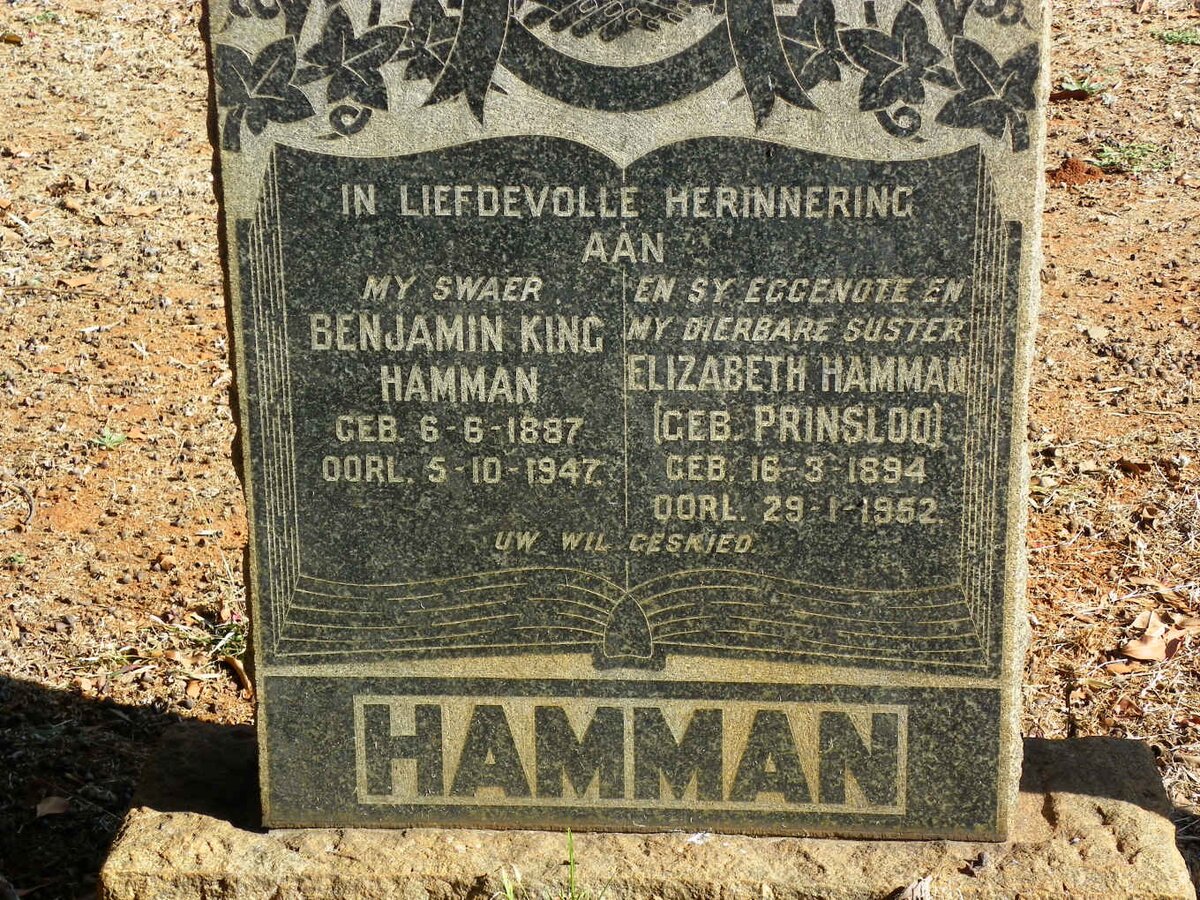 IN LIEFDEVOLLE HERINNERING
AAN
MY SWAER
BENJAMIN KING
HAMMAN
GEB. 6-6-1887
OORL. 5-10-1947.
EN SY EGGENOTE EN
MY DIERBARE SUSTER
ELIZABETH HAMMAN
(GEB. PRINSLOO)
GEB. 16-3-1894
OORL. 29-1-1952.
UW WIL GESKIED.
HAMMAN